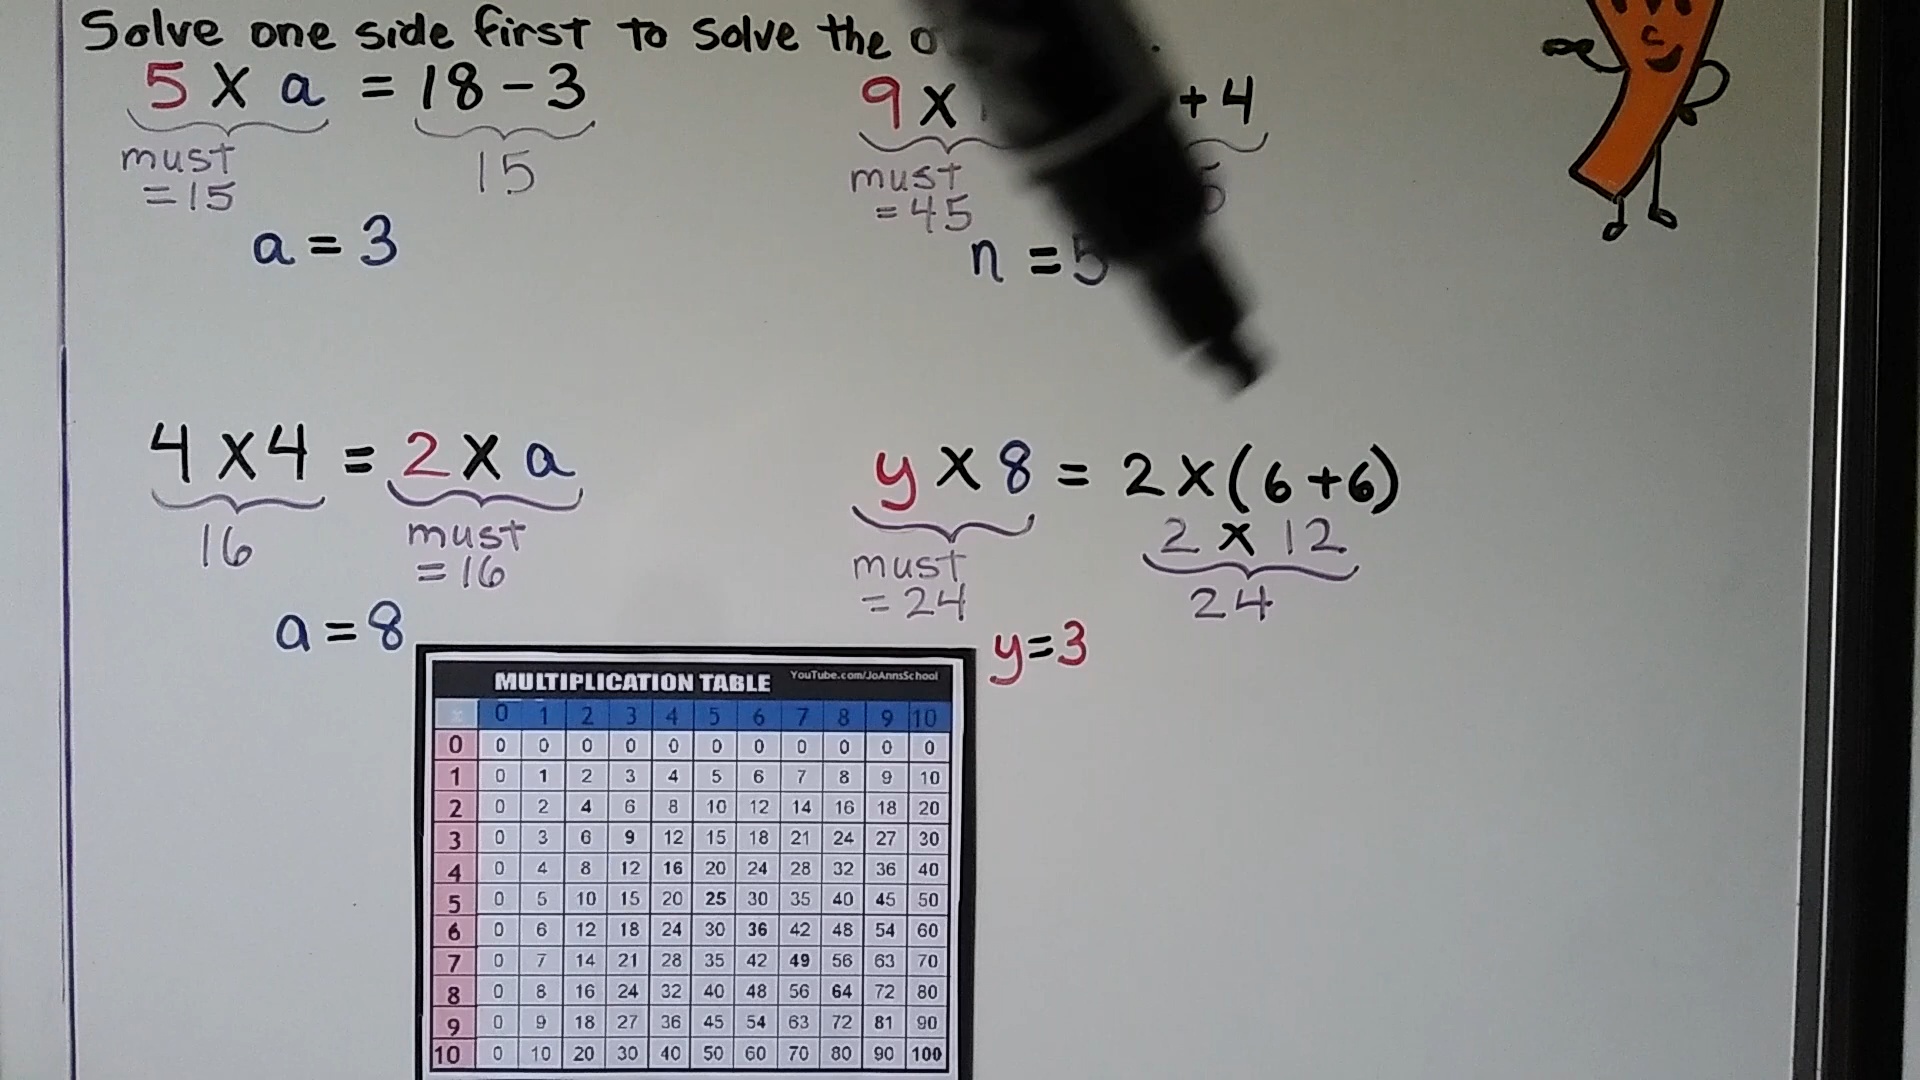 Solve one side first to solve the
5 X a = 18 - 3
must
= 15
15
a = 3
9 X
+ 4
must
= 45
5
n = 5
4 X 4 = 2 X a
16
must
= 16
a = 8
y X 8 = 2 X (6 + 6)
2 X 12
must
= 24
24
y = 3
MULTIPLICATION TABLE YouTube.com/JoAnnsSchool
x 0 1 2 3 4 5 6 7 8 9 10
0 0 0 0 0 0 0 0 0 0 0 0
1 0 1 2 3 4 5 6 7 8 9 10
2 0 2 4 6 8 10 12 14 16 18 20
3 0 3 6 9 12 15 18 21 24 27 30
4 0 4 8 12 16 20 24 28 32 36 40
5 0 5 10 15 20 25 30 35 40 45 50
6 0 6 12 18 24 30 36 42 48 54 60
7 0 7 14 21 28 35 42 49 56 63 70
8 0 8 16 24 32 40 48 56 64 72 80
9 0 9 18 27 36 45 54 63 72 81 90
10 0 10 20 30 40 50 60 70 80 90 100